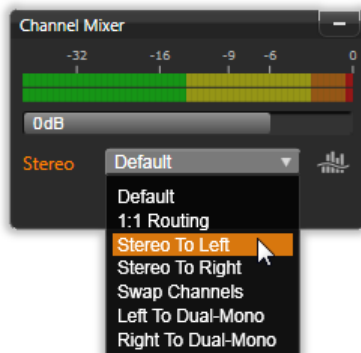 Channel Mixer
-32 -16 -9 -6 0
0dB
Stereo Default
Default
1:1 Routing
Stereo To Left
Stereo To Right
Swap Channels
Left To Dual-Mono
Right To Dual-Mono